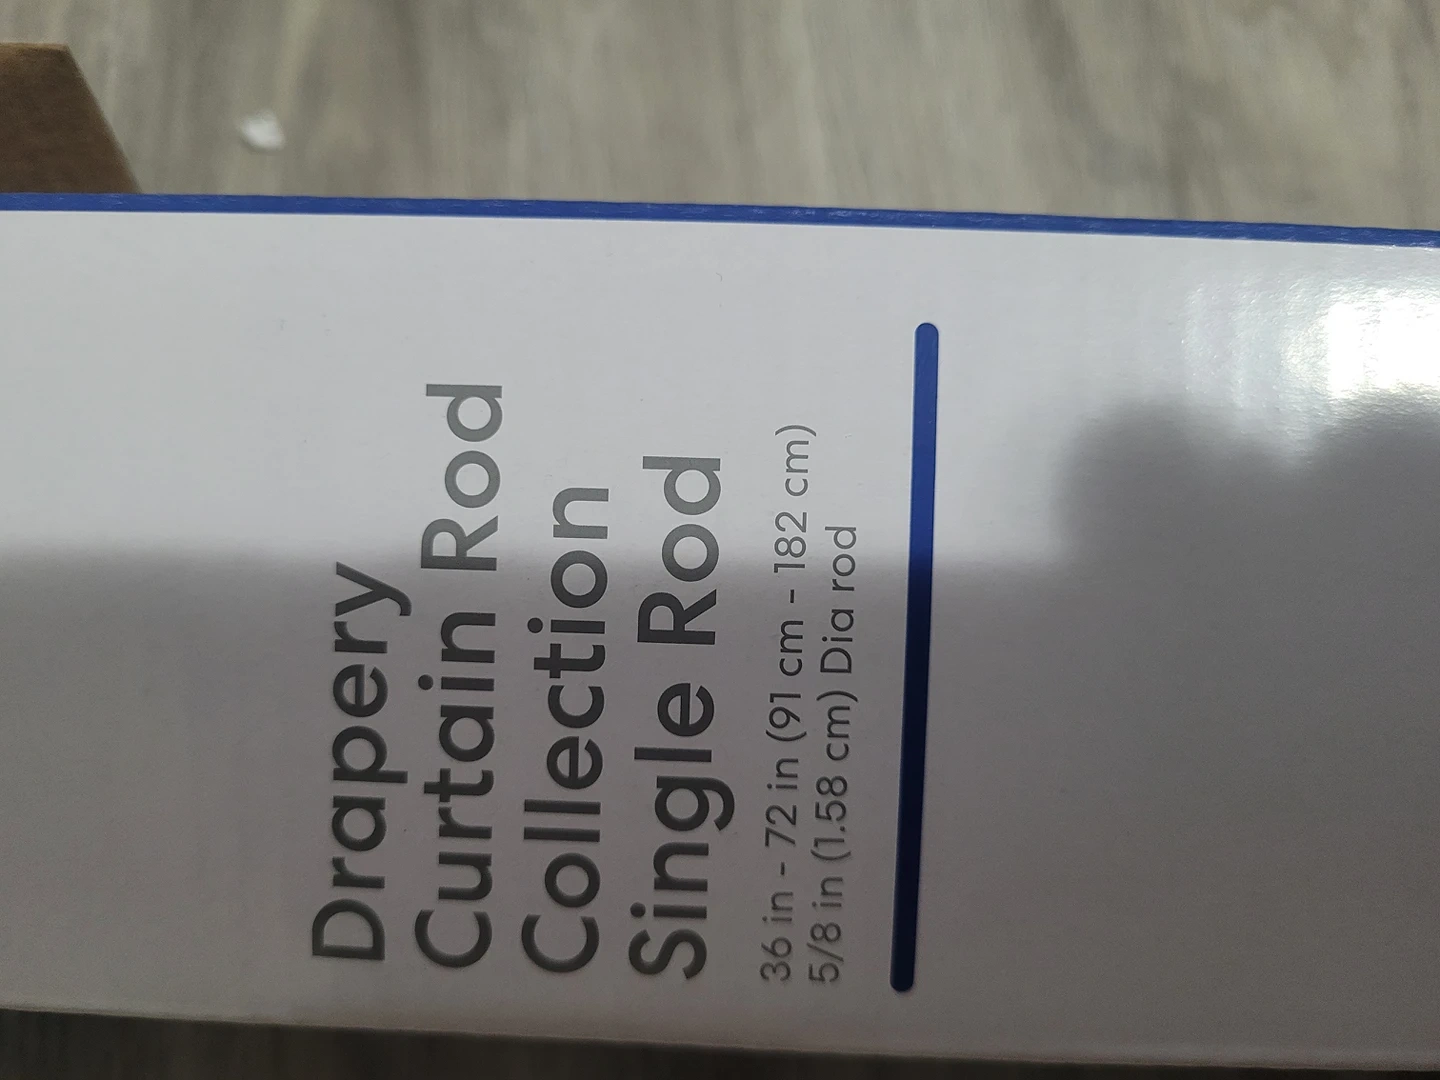 Drapery
Curtain Rod
Collection
Single Rod
36 in - 72 in (91 cm - 182 cm)
5/8 in (1.58 cm) Dia rod